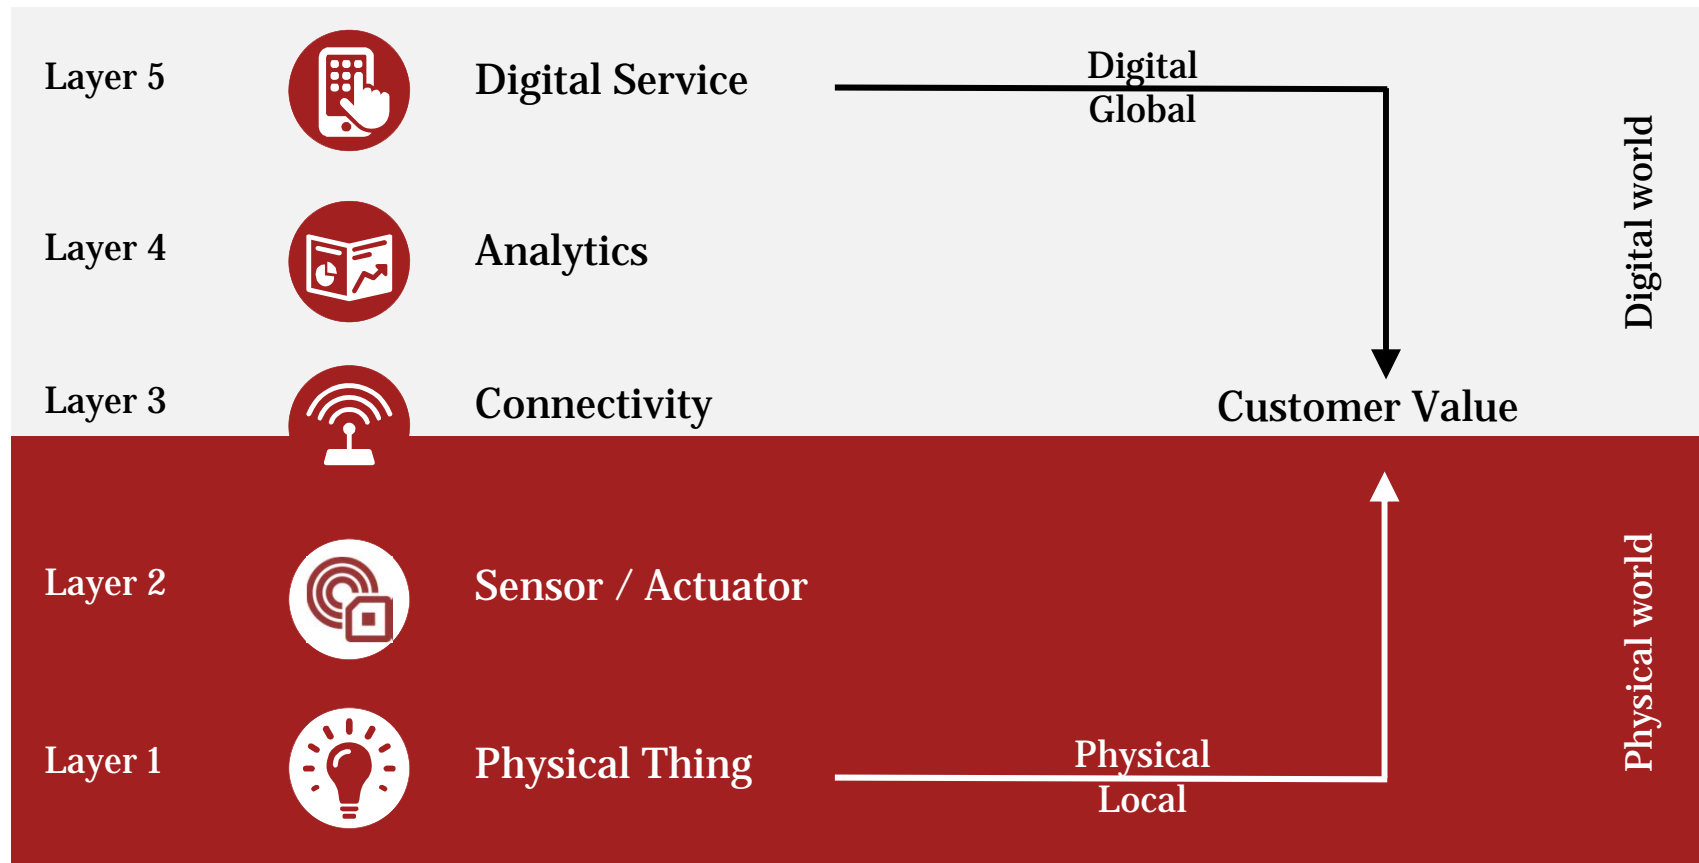 Layer 5
Digital Service
Digital
Global
Layer 4
Analytics
Digital world
Layer 3
Connectivity
Customer Value
Layer 2
Sensor / Actuator
Physical world
Layer 1
Physical Thing
Physical
Local